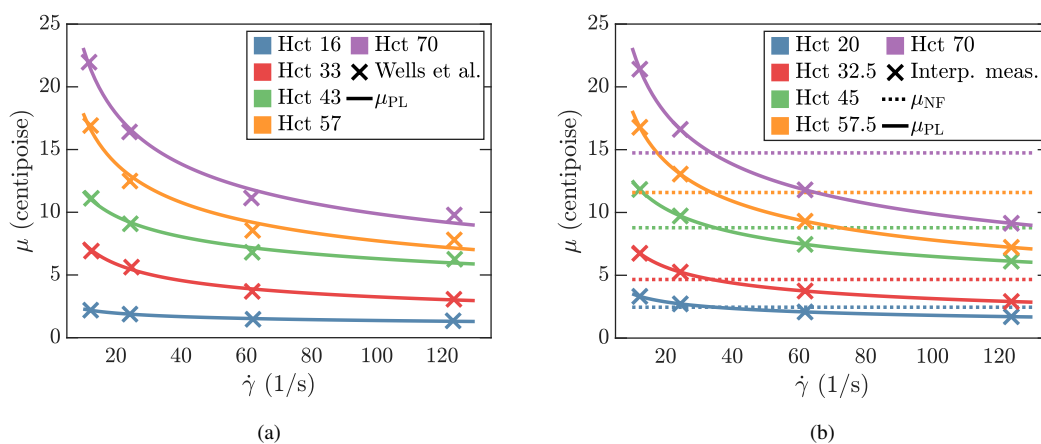 25
20
15
10
5
0
μ (centipoise)
Hct 16
Hct 33
Hct 43
Hct 57
Hct 70
Wells et al.
μPL
20 40 60 80 100 120
γ̇ (1/s)
(a)
25
20
15
10
5
0
μ (centipoise)
Hct 20
Hct 32.5
Hct 45
Hct 57.5
Hct 70
Interp. meas.
μNF
μPL
20 40 60 80 100 120
γ̇ (1/s)
(b)